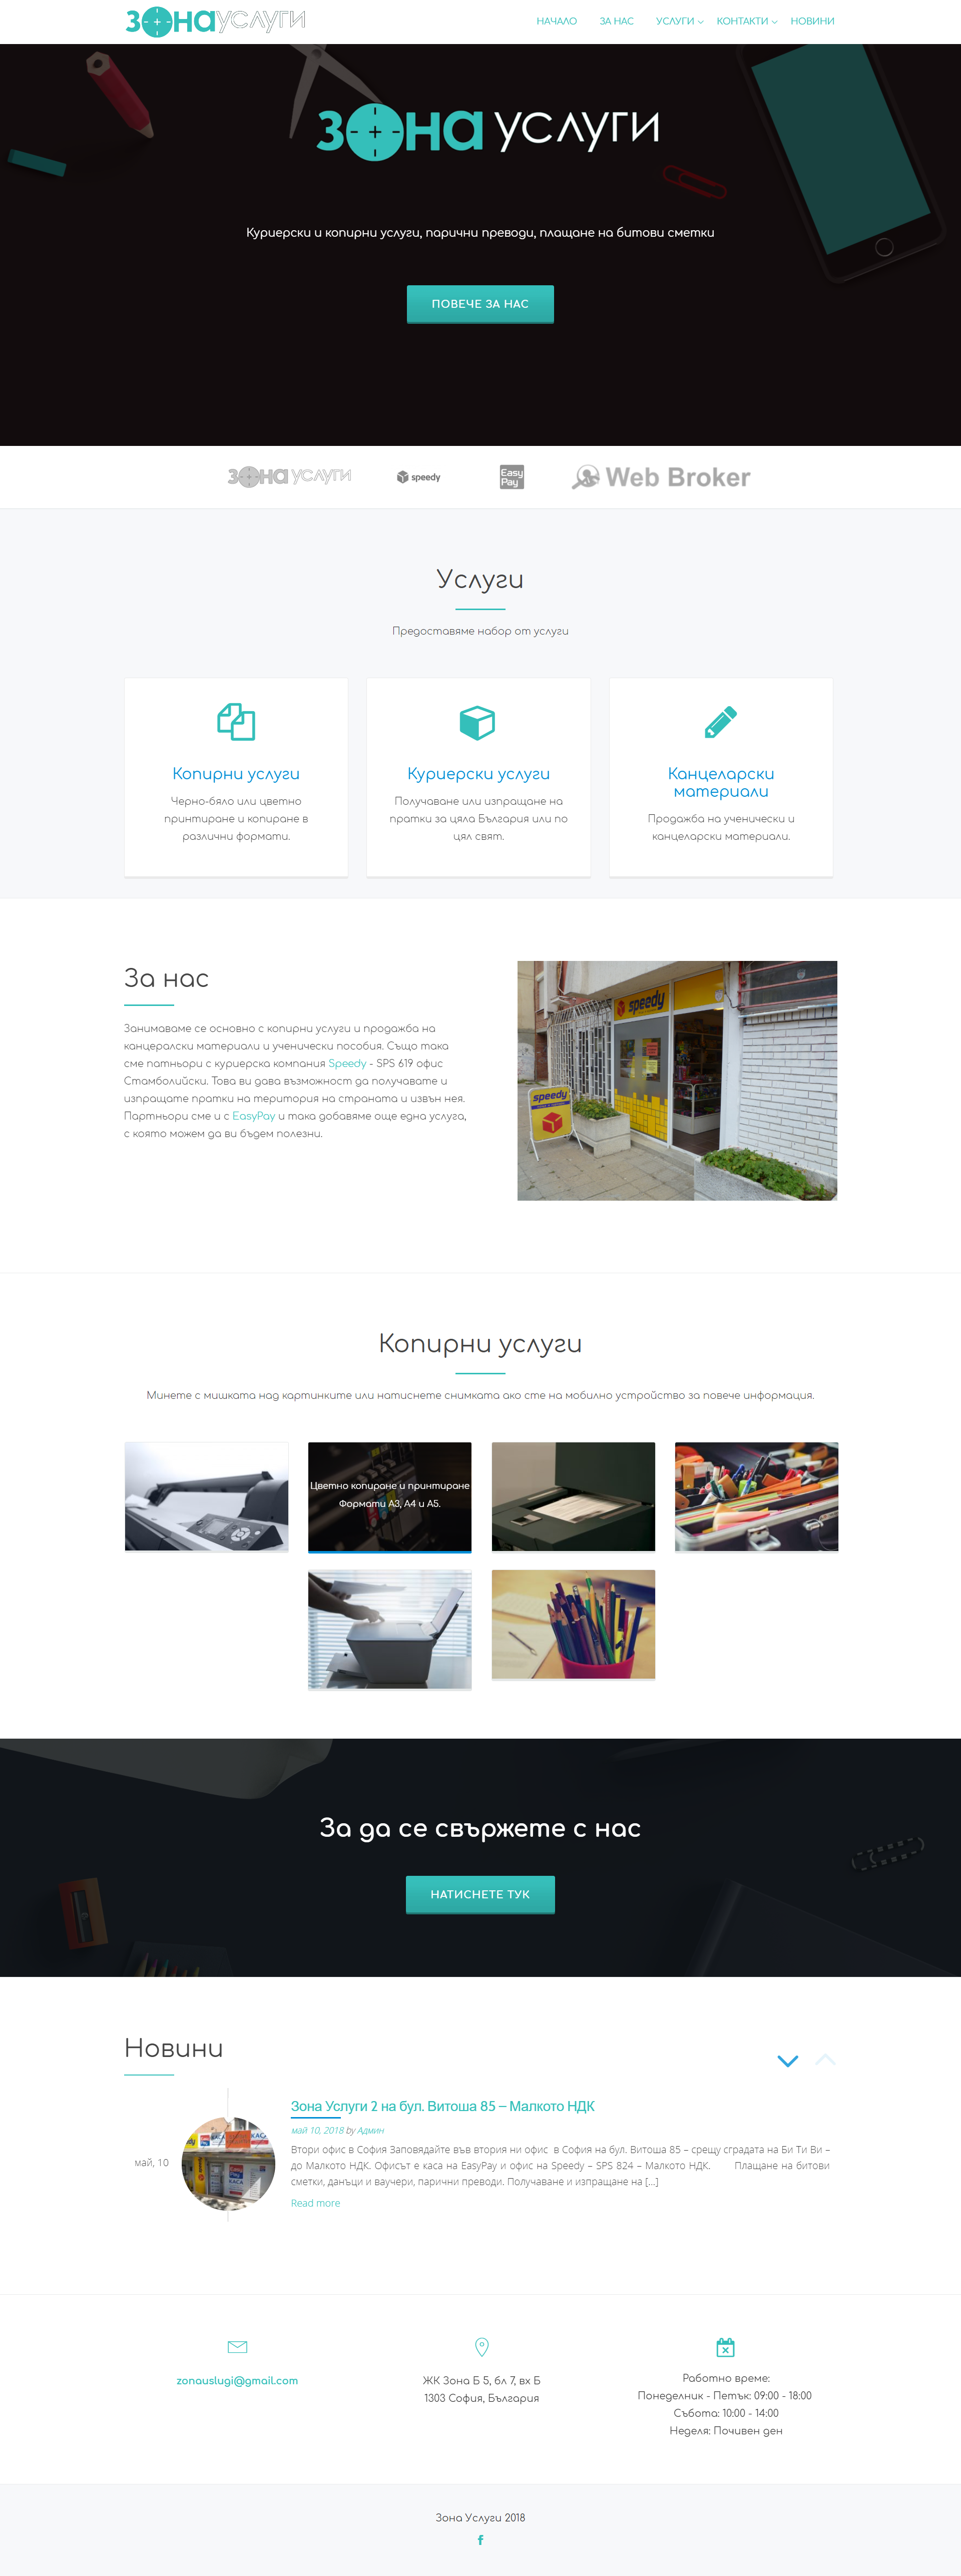 Зона услуги
НАЧАЛО ЗА НАС УСЛУГИ КОНТАКТИ НОВИНИ
Зона услуги
Куриерски и копирни услуги, парични преводи, плащане на битови сметки
ПОВЕЧЕ ЗА НАС
Зона услуги speedy Easy Pay Web Broker
Услуги
Предоставяме набор от услуги
Копирни услуги
Черно-бяло или цветно
принтиране и копиране в
различни формати.
Куриерски услуги
Получаване или изпращане на
пратки за цяла България или по
цял свят.
Канцеларски
материали
Продажба на ученически и
канцеларски материали.
За нас
Занимаваме се основно с копирни услуги и продажба на
канцералски материали и ученически пособия. Също така
сме патньори с куриерска компания Speedy - SPS 619 офис
Стамболийски. Това ви дава възможност да получавате и
изпращате пратки на територия на страната и извън нея.
Партньори сме и с EasyPay и така добавяме още една услуга,
с която можем да ви бъдем полезни.
speedy
speedy
Копирни услуги
Минете с мишката над картинките или натиснете снимката ако сте на мобилно устройство за повече информация.
Цветно копиране и принтиране
Формати А3, А4 и А5.
За да се свържете с нас
НАТИСНЕТЕ ТУК
Новини
май, 10
Зона Услуги 2 на бул. Витоша 85 – Малкото НДК
май 10, 2018 by Админ
Втори офис в София Заповядайте във втория ни офис в София на бул. Витоша 85 – срещу сградата на Би Ти Ви –
до Малкото НДК. Офисът е каса на EasyPay и офис на Speedy – SPS 824 – Малкото НДК. Плащане на битови
сметки, данъци и ваучери, парични преводи. Получаване и изпращане на [...]
Read more
zonauslugi@gmail.com
ЖК Зона Б 5, бл 7, вх Б
1303 София, България
Работно време:
Понеделник - Петък: 09:00 - 18:00
Събота: 10:00 - 14:00
Неделя: Почивен ден
Зона Услуги 2018